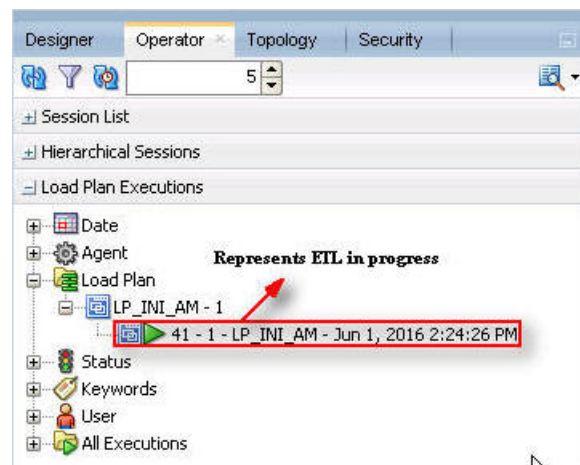 Designer Operator × Topology Security
5
Session List
Hierarchical Sessions
Load Plan Executions
Date
Agent
Represents ETL in progress
Load Plan
LP_INI_AM - 1
41 - 1 - LP_INI_AM - Jun 1, 2016 2:24:26 PM
Status
Keywords
User
All Executions